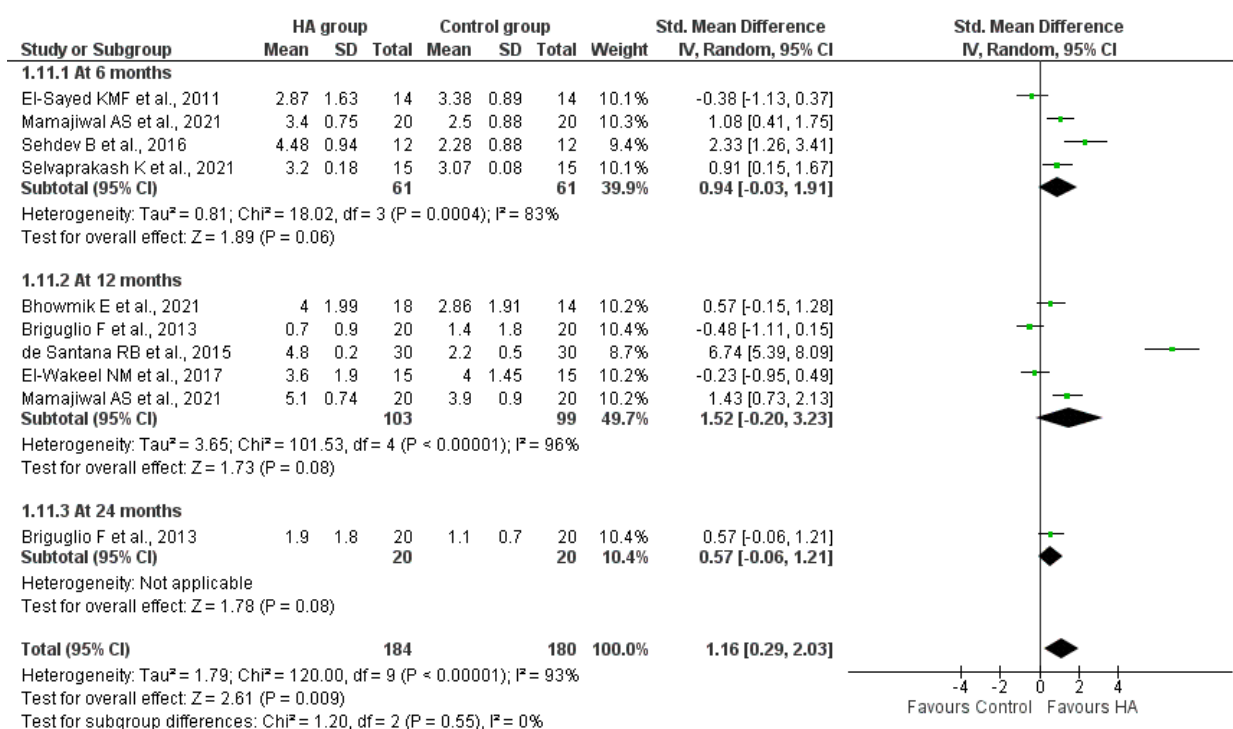 HA group Control group Std. Mean Difference Std. Mean Difference
Study or Subgroup Mean SD Total Mean SD Total Weight IV, Random, 95% CI IV, Random, 95% CI
1.11.1 At 6 months
El-Sayed KMF et al., 2011 2.87 1.63 14 3.38 0.89 14 10.1% -0.38 [-1.13, 0.37]
Mamajiwal AS et al., 2021 3.4 0.75 20 2.5 0.88 20 10.3% 1.08 [0.41, 1.75]
Sehdev B et al., 2016 4.48 0.94 12 2.28 0.88 12 9.4% 2.33 [1.26, 3.41]
Selvaprakash K et al., 2021 3.2 0.18 15 3.07 0.08 15 10.1% 0.91 [0.15, 1.67]
Subtotal (95% CI) 61 61 39.9% 0.94 [-0.03, 1.91]
Heterogeneity: Tau² = 0.81; Chi² = 18.02, df = 3 (P = 0.0004); I² = 83%
Test for overall effect: Z = 1.89 (P = 0.06)
1.11.2 At 12 months
Bhowmik E et al., 2021 4 1.99 18 2.86 1.91 14 10.2% 0.57 [-0.15, 1.28]
Briguglio F et al., 2013 0.7 0.9 20 1.4 1.8 20 10.4% -0.48 [-1.11, 0.15]
de Santana RB et al., 2015 4.8 0.2 30 2.2 0.5 30 8.7% 6.74 [5.39, 8.09]
El-Wakeel NM et al., 2017 3.6 1.9 15 4 1.45 15 10.2% -0.23 [-0.95, 0.49]
Mamajiwal AS et al., 2021 5.1 0.74 20 3.9 0.9 20 10.2% 1.43 [0.73, 2.13]
Subtotal (95% CI) 103 99 49.7% 1.52 [-0.20, 3.23]
Heterogeneity: Tau² = 3.65; Chi² = 101.53, df = 4 (P < 0.00001); I² = 96%
Test for overall effect: Z = 1.73 (P = 0.08)
1.11.3 At 24 months
Briguglio F et al., 2013 1.9 1.8 20 1.1 0.7 20 10.4% 0.57 [-0.06, 1.21]
Subtotal (95% CI) 20 20 10.4% 0.57 [-0.06, 1.21]
Heterogeneity: Not applicable
Test for overall effect: Z = 1.78 (P = 0.08)
Total (95% CI) 184 180 100.0% 1.16 [0.29, 2.03]
Heterogeneity: Tau² = 1.79; Chi² = 120.00, df = 9 (P < 0.00001); I² = 93%
Test for overall effect: Z = 2.61 (P = 0.009)
Test for subgroup differences: Chi² = 1.20, df = 2 (P = 0.55), I² = 0%
-4 -2 0 2 4
Favours Control Favours HA